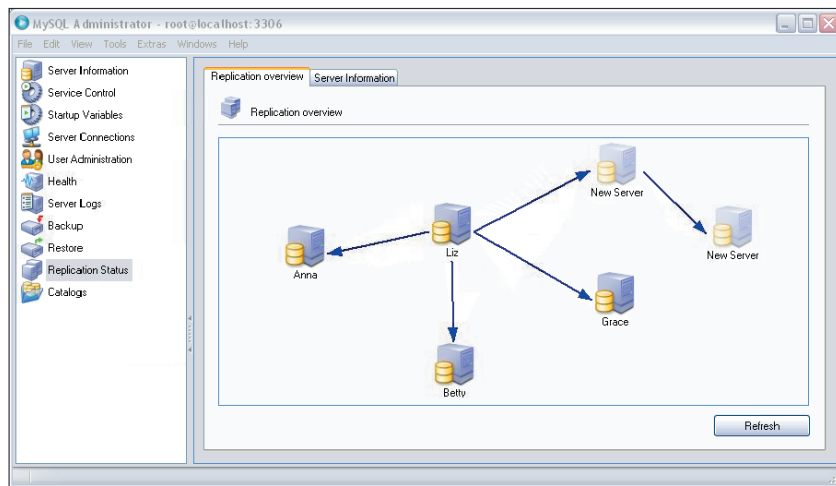 MySQL Administrator - root@localhost:3306
File Edit View Tools Extras Windows Help
Server Information
Service Control
Startup Variables
Server Connections
User Administration
Health
Server Logs
Backup
Restore
Replication Status
Catalogs
Replication overview Server Information
Replication overview
New Server
New Server
Liz
Anna
Grace
Betty
Refresh